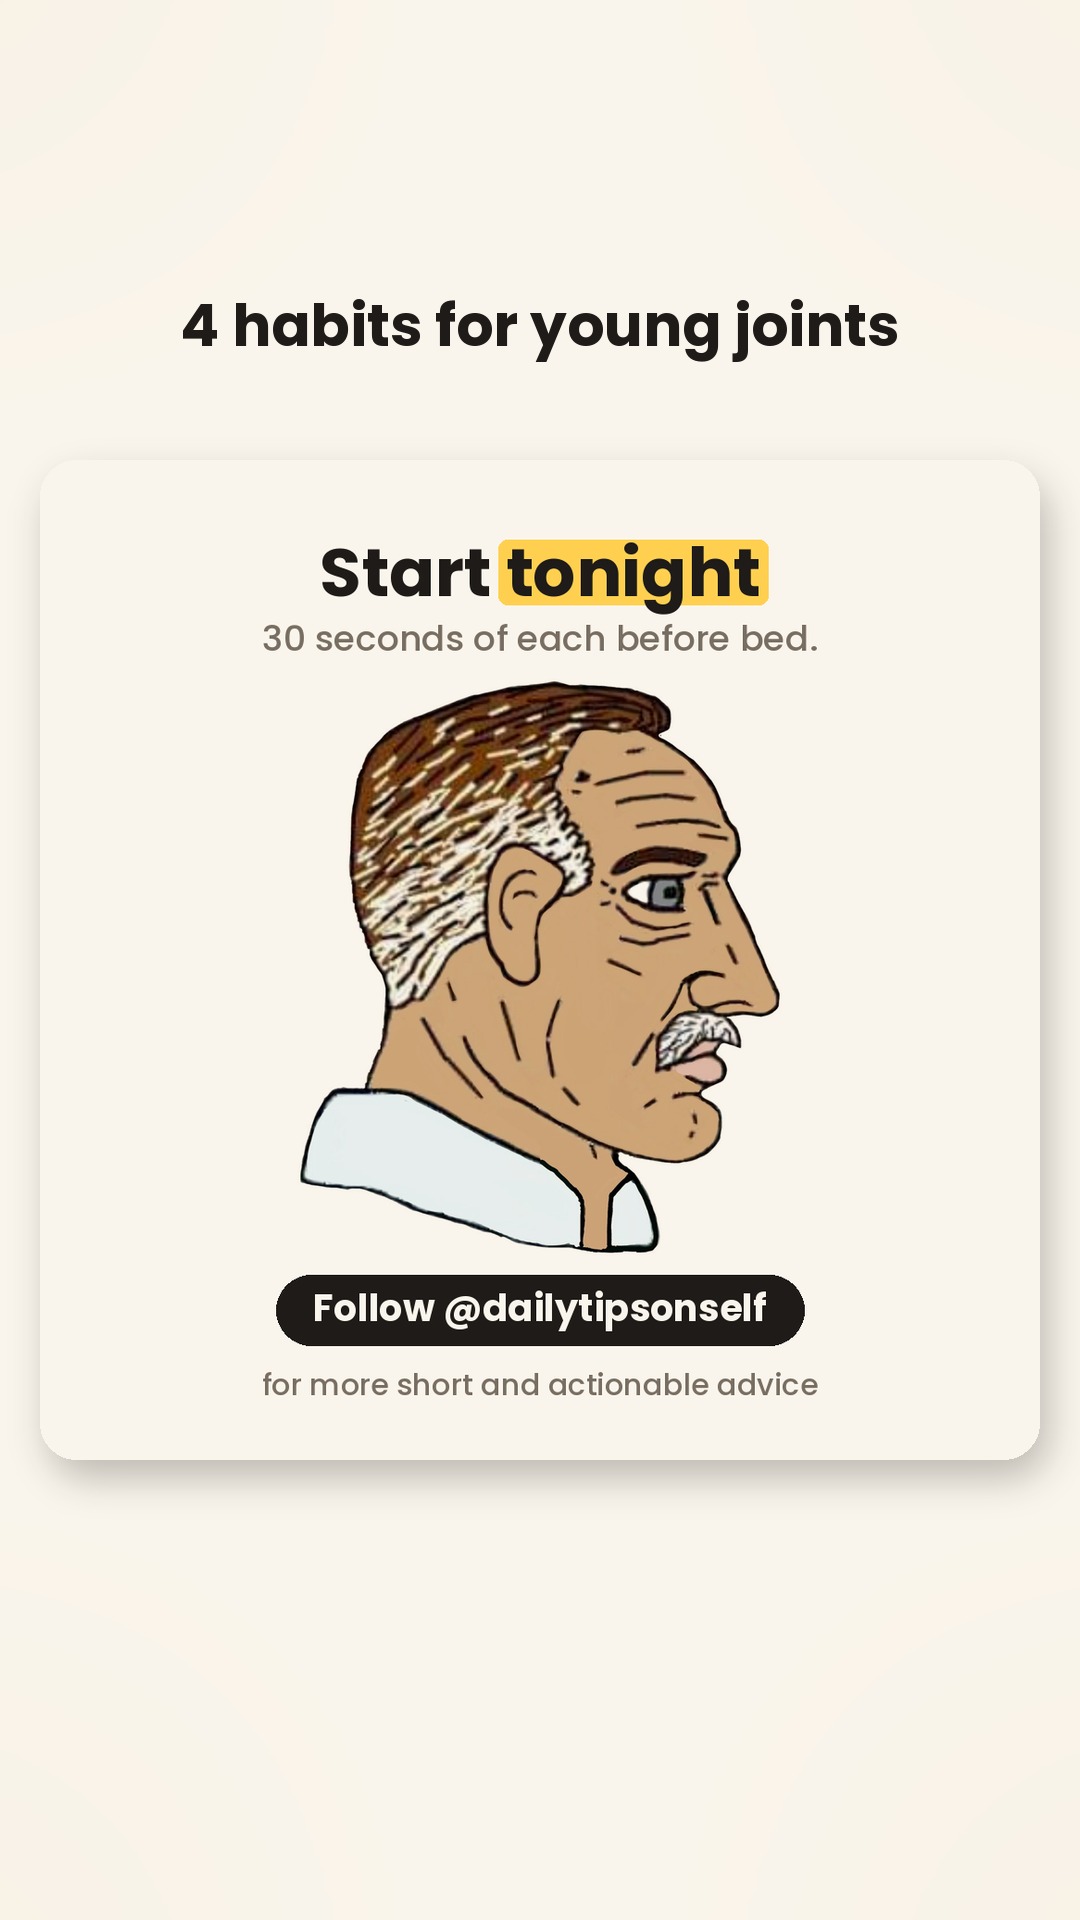 4 habits for young joints
Start tonight
30 seconds of each before bed.
Follow @dailytipsonself
for more short and actionable advice